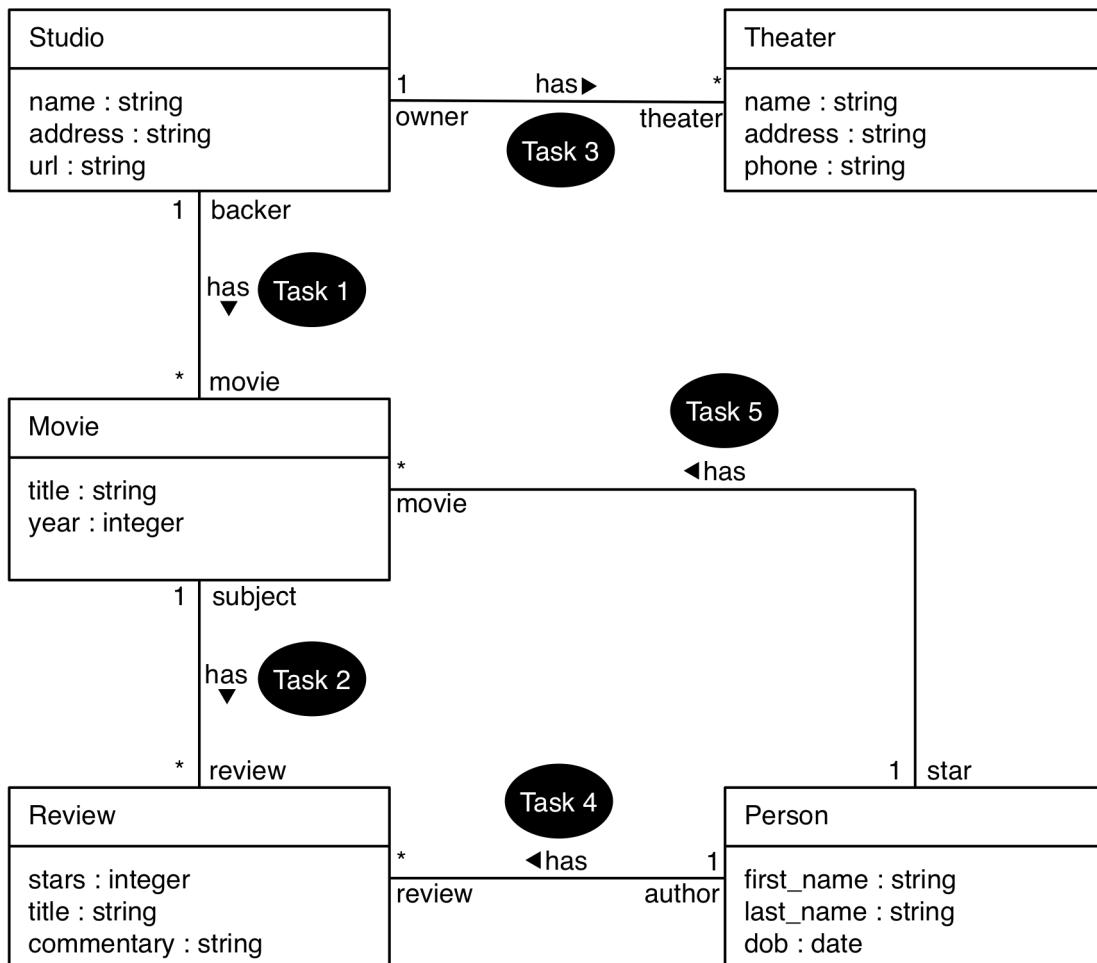 Studio
name : string
address : string
url : string
1
owner
has
Task 3
*
theater
Theater
name : string
address : string
phone : string
1
backer
has
Task 1
*
movie
Movie
title : string
year : integer
*
movie
has
Task 5
1
subject
has
Task 2
*
review
1
star
Review
stars : integer
title : string
commentary : string
*
review
has
Task 4
1
author
Person
first_name : string
last_name : string
dob : date